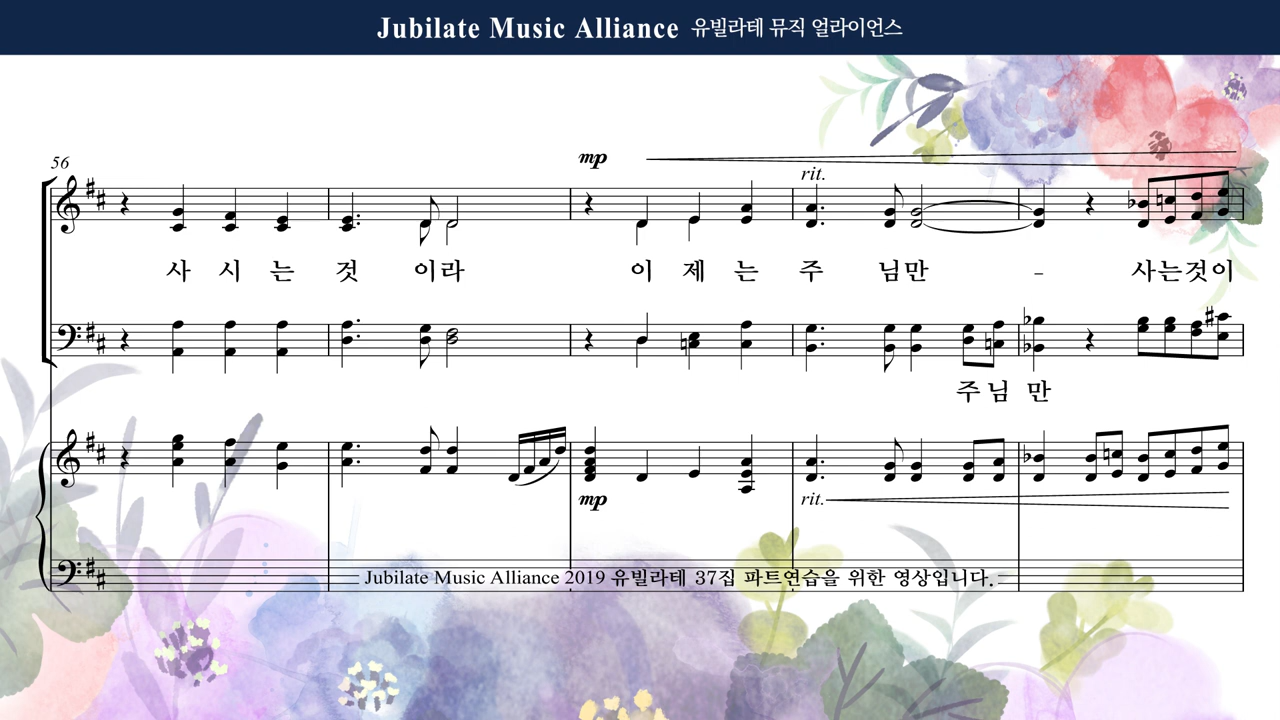 Jubilate Music Alliance 유빌라테 뮤직 얼라이언스
56
mp
rit.
사 시 는 것 이 라 이 제 는 주 님 만 - 사 는 것 이
주 님 만
mp
rit.
Jubilate Music Alliance 2019 유빌라테 37집 파트연습을 위한 영상입니다.